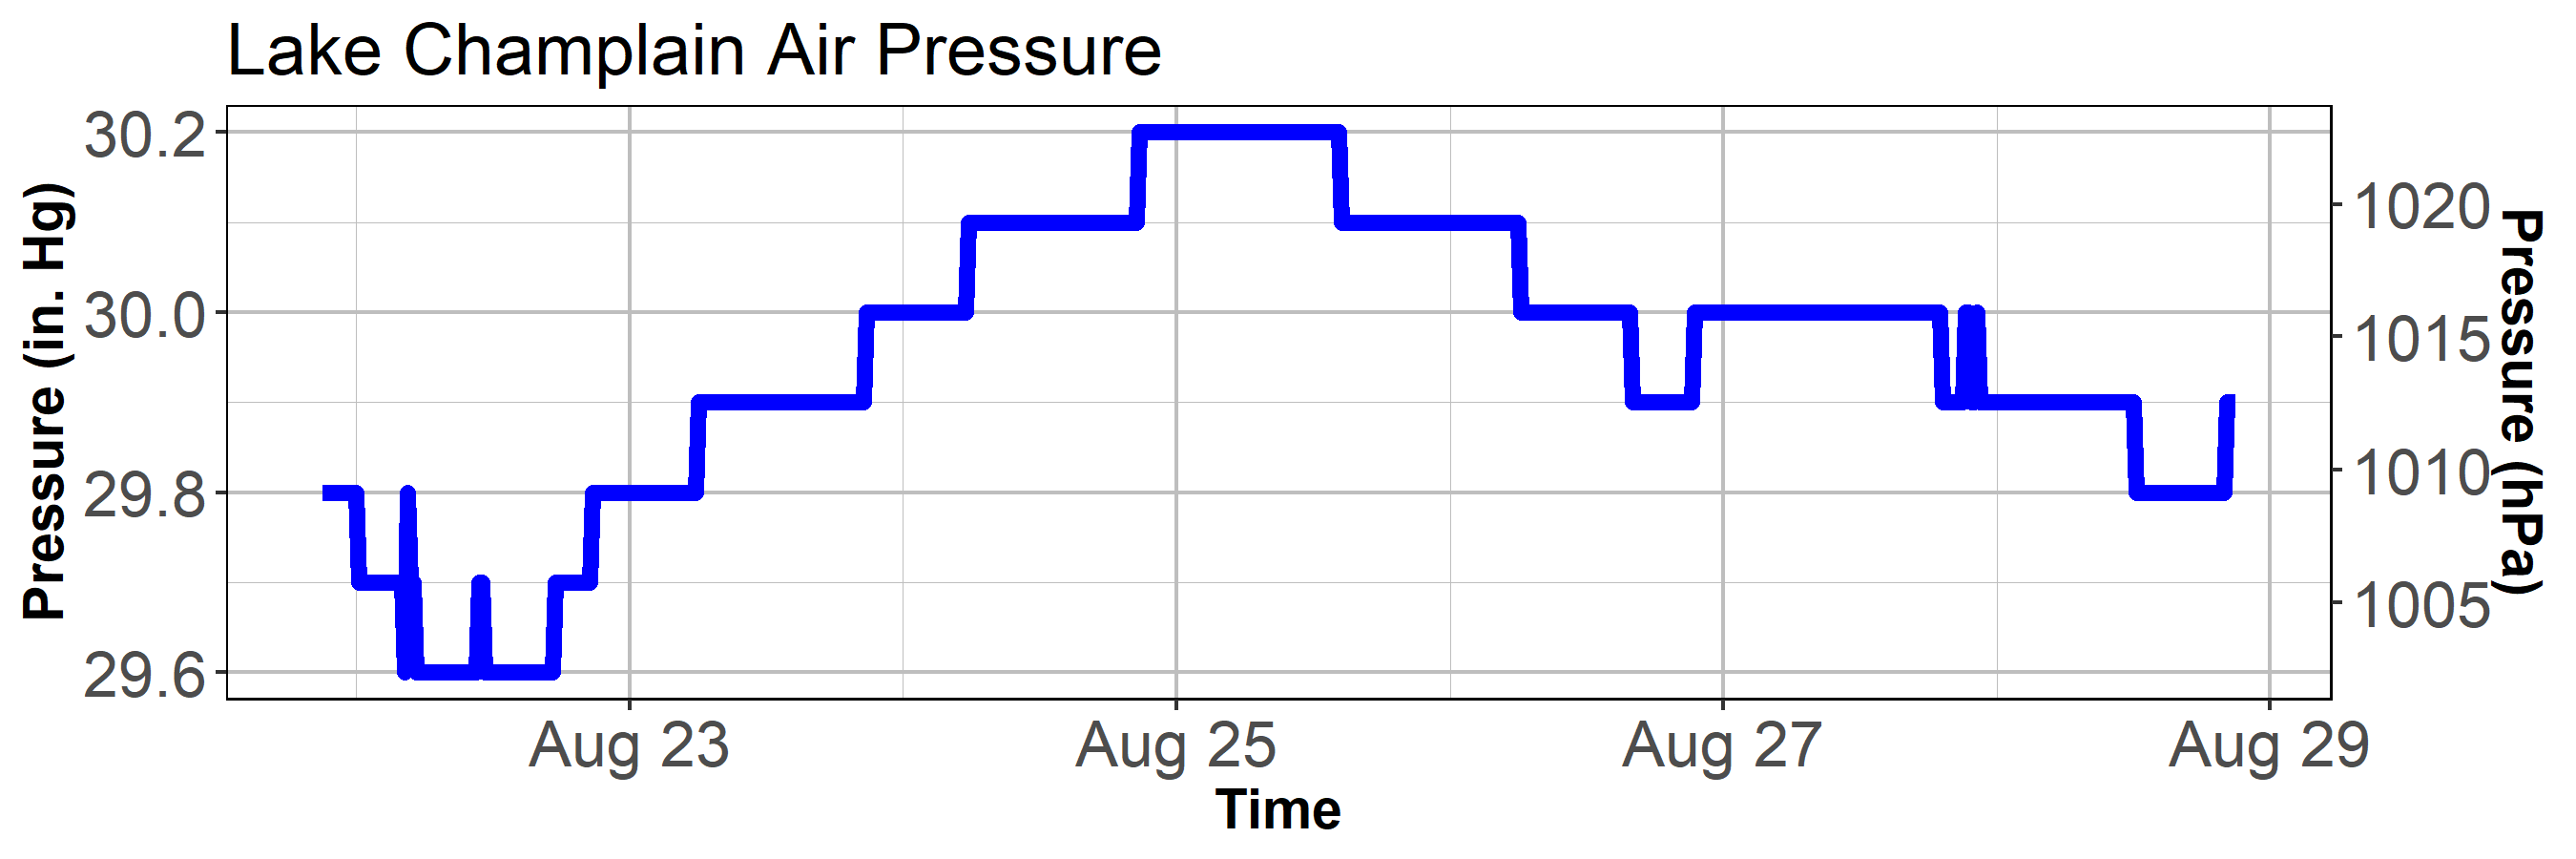 Lake Champlain Air Pressure
Pressure (in. Hg)
30.2
30.0
29.8
29.6
1020
1015
1010
1005
Pressure (hPa)
Aug 23
Aug 25
Aug 27
Aug 29
Time